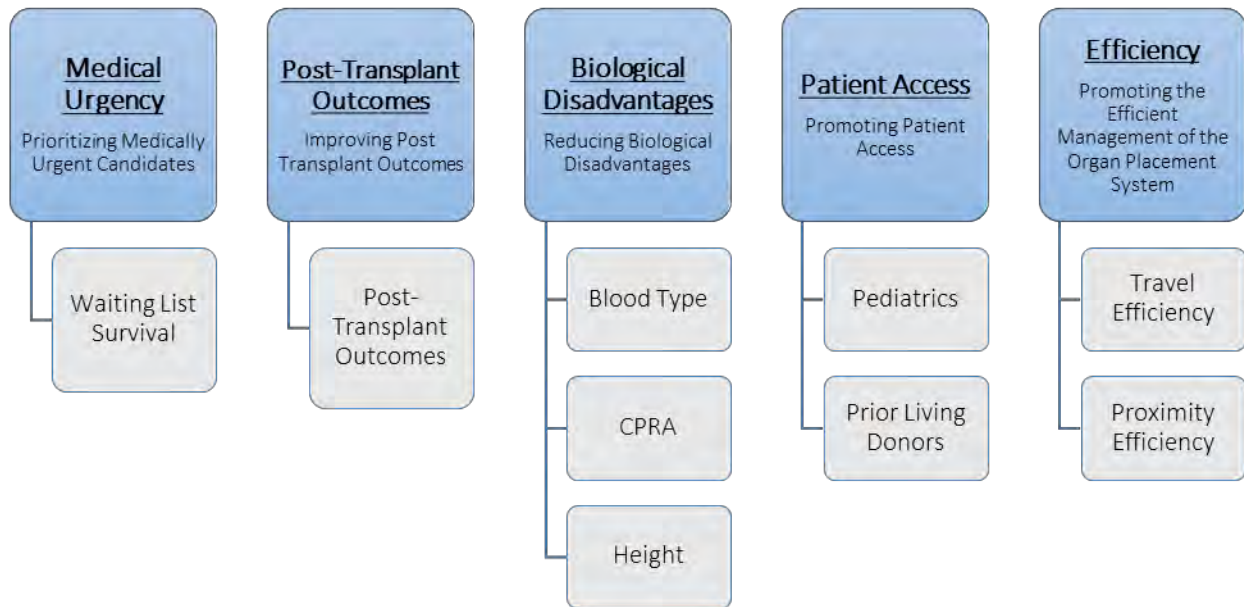 Medical
Urgency
Prioritizing Medically
Urgent Candidates
Waiting List
Survival
Post-Transplant
Outcomes
Improving Post
Transplant Outcomes
Post-
Transplant
Outcomes
Biological
Disadvantages
Reducing Biological
Disadvantages
Blood Type
CPRA
Height
Patient Access
Promoting Patient
Access
Pediatrics
Prior Living
Donors
Efficiency
Promoting the
Efficient
Management of the
Organ Placement
System
Travel
Efficiency
Proximity
Efficiency